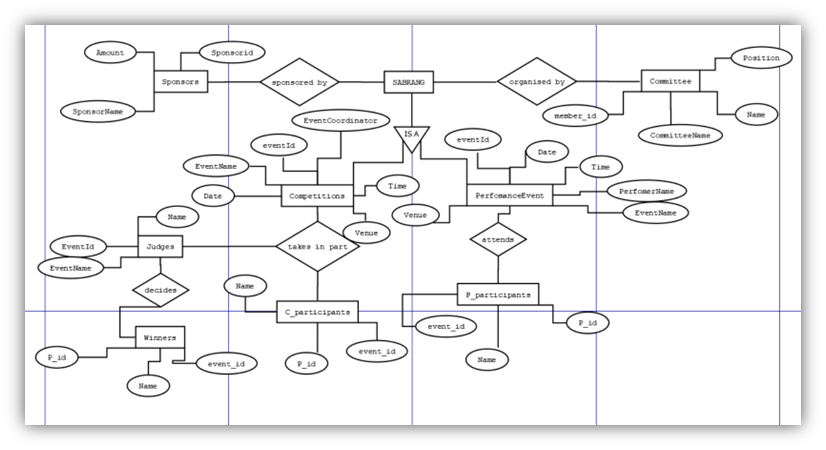 Amount
Sponsorid
Position
Sponsors
sponsored by
SABRANG
organised by
Committee
SponsorName
member_id
Name
EventCoordinator
CommitteeName
IS A
eventId
eventId
Date
EventName
Time
Time
Date
Competitions
PerfomanceEvent
PerfomerName
Name
Venue
EventName
Venue
EventId
Judges
takes in part
attends
EventName
decides
Name
P_participants
C_participants
event_id
P_id
Winners
P_id
event_id
P_id
event_id
Name
Name